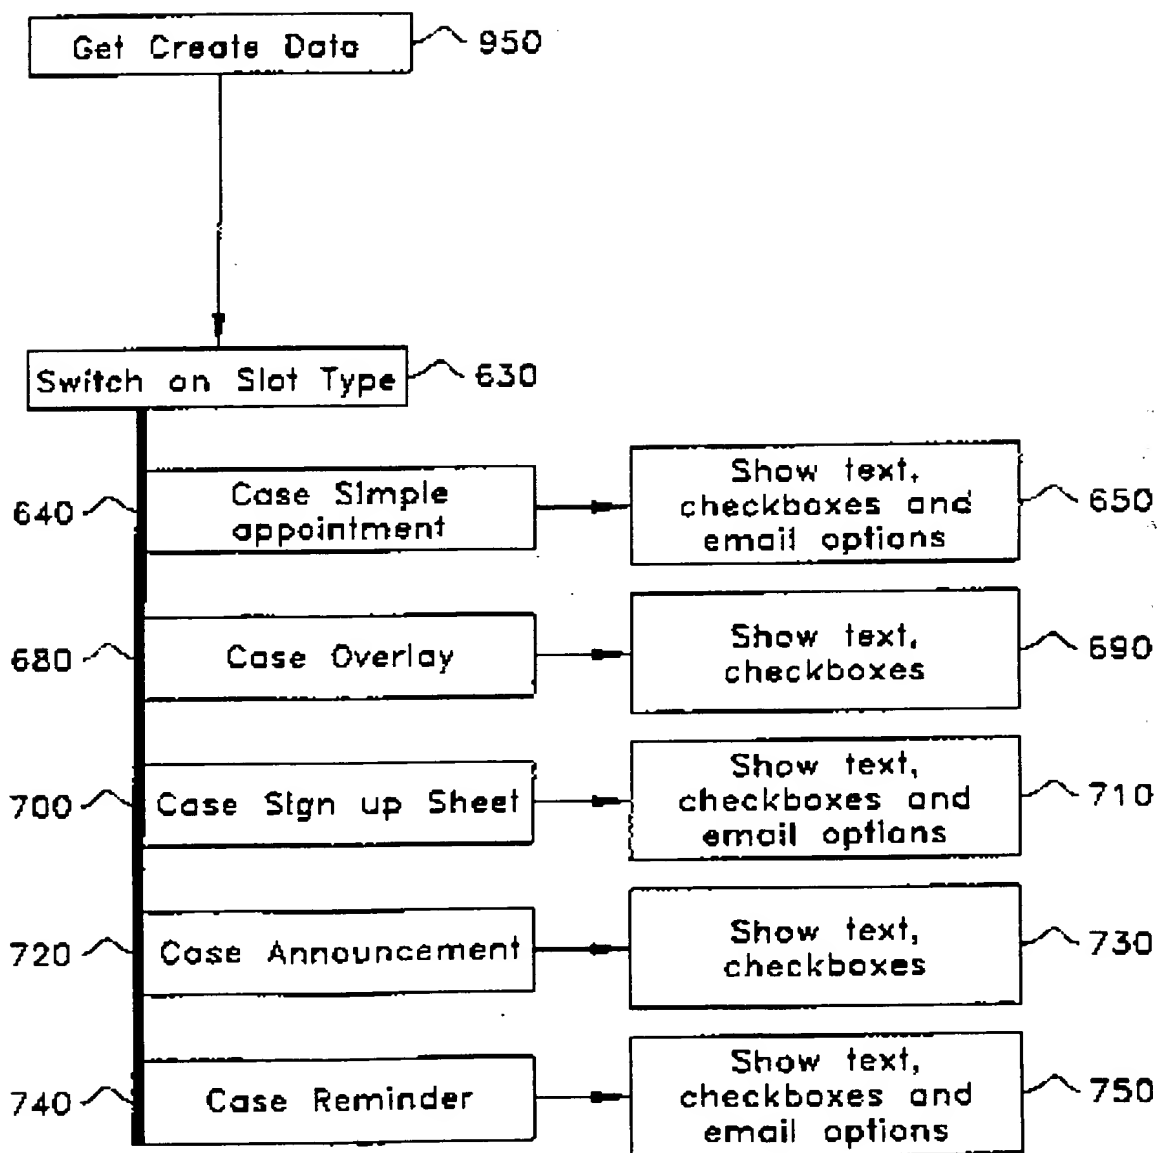 Get Create Data
950
Switch on Slot Type
630
640
Case Simple
appointment
Show text,
checkboxes and
email options
650
680
Case Overlay
Show text,
checkboxes
690
700
Case Sign up Sheet
Show text,
checkboxes and
email options
710
720
Case Announcement
Show text,
checkboxes
730
740
Case Reminder
Show text,
checkboxes and
email options
750